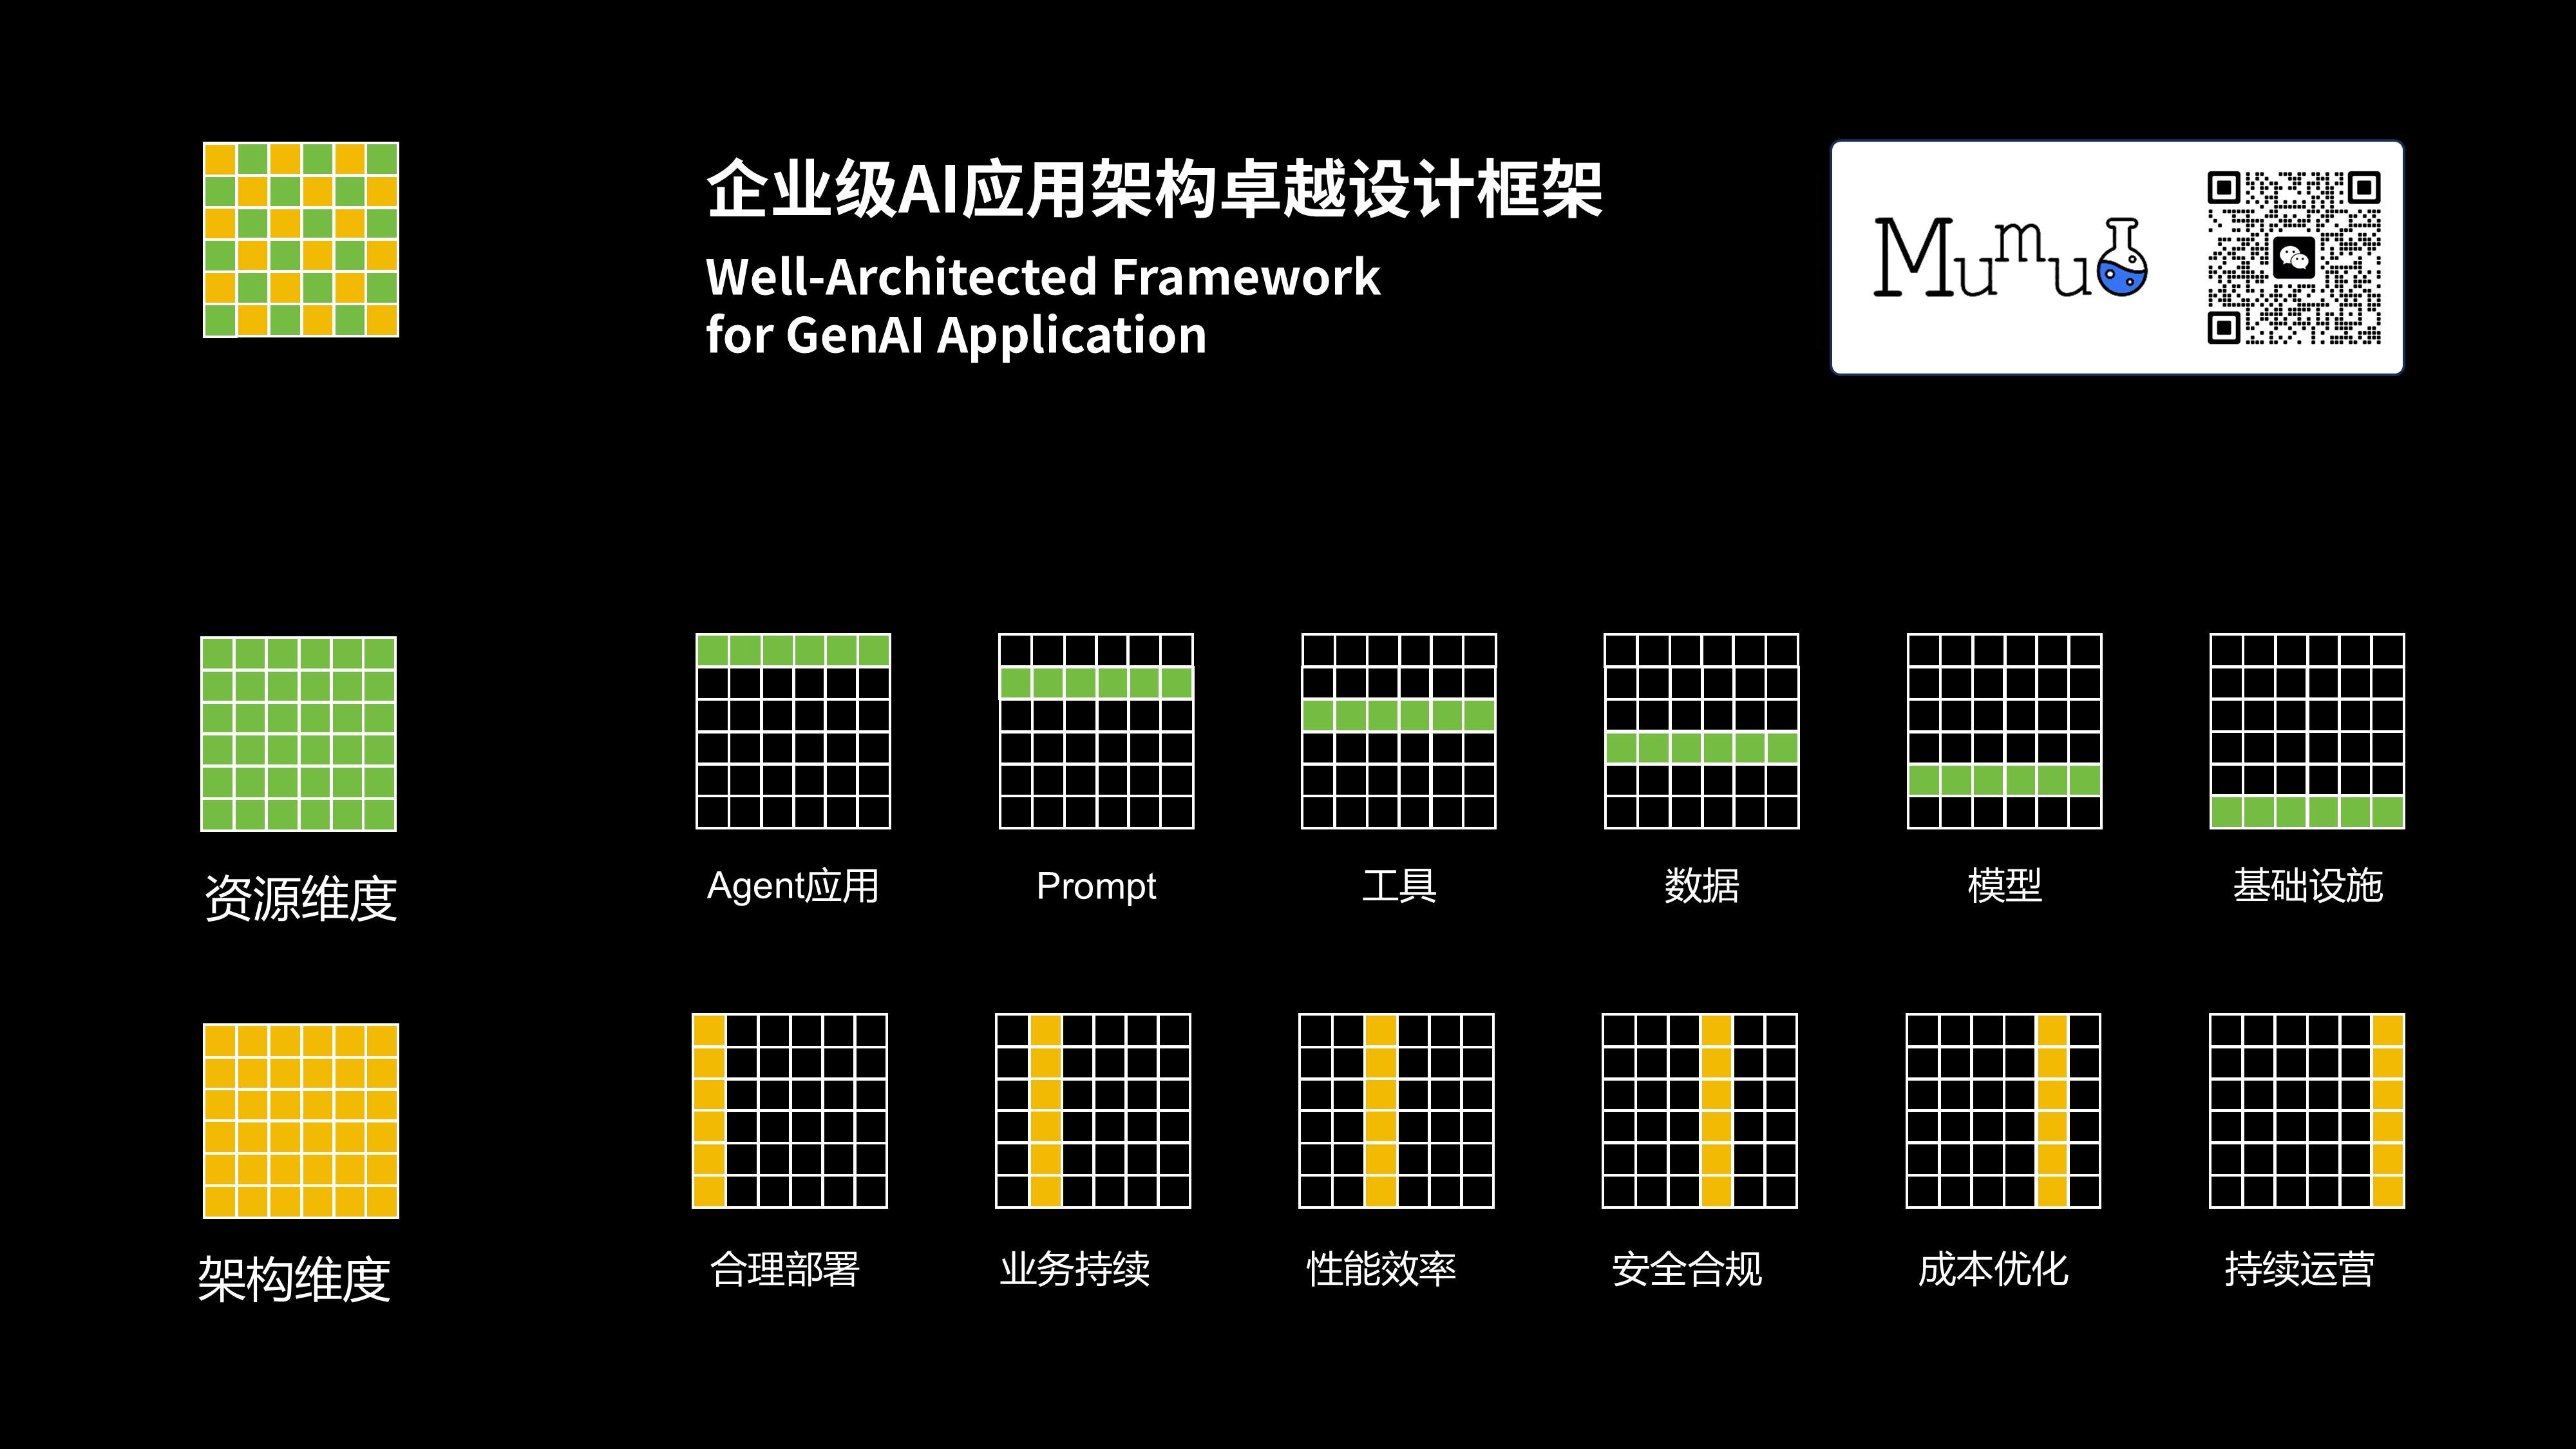 企业级AI应用架构卓越设计框架
Well-Architected Framework
for GenAI Application
Mumu
资源维度
Agent应用
Prompt
工具
数据
模型
基础设施
架构维度
合理部署
业务持续
性能效率
安全合规
成本优化
持续运营